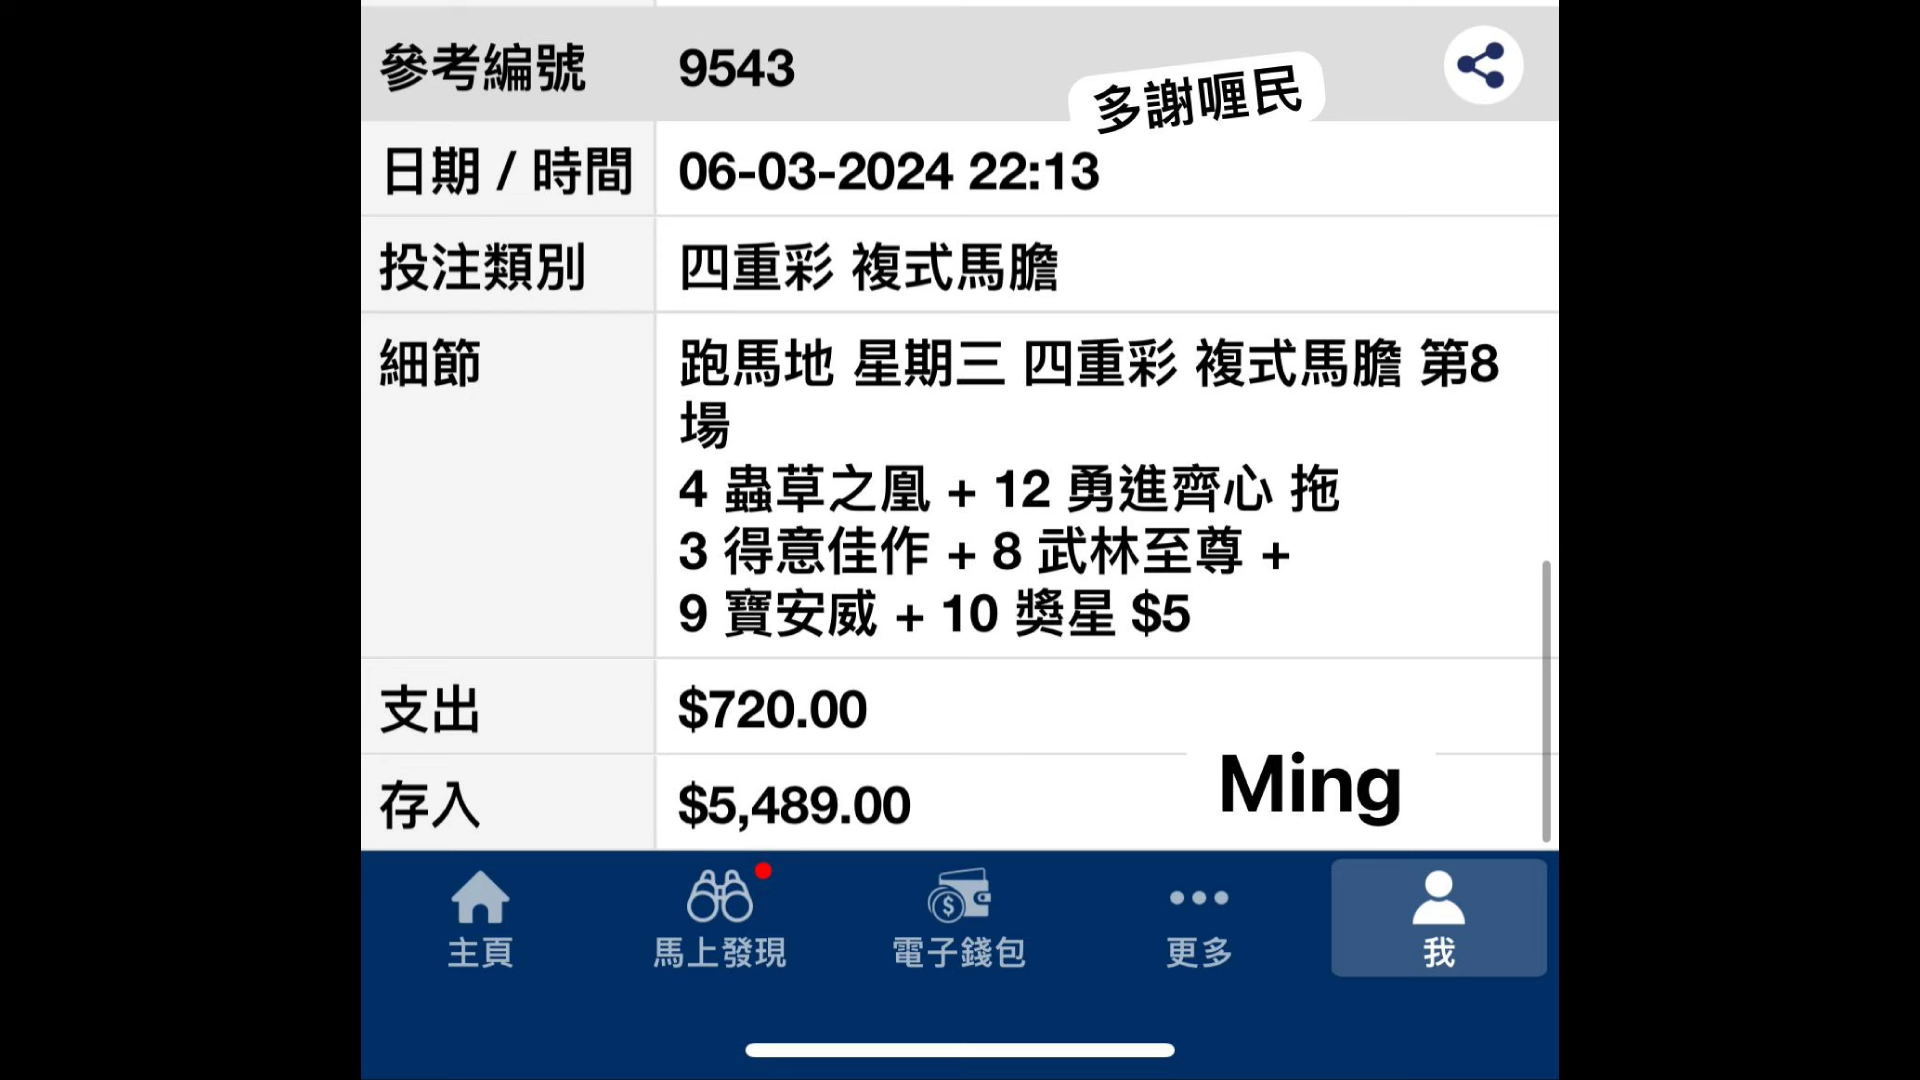 參考編號 9543
多謝喱民
日期 / 時間 06-03-2024 22:13
投注類別 四重彩 複式馬膽
細節 跑馬地 星期三 四重彩 複式馬膽 第8
場
4 蟲草之凰 + 12 勇進齊心 拖
3 得意佳作 + 8 武林至尊 +
9 寶安威 + 10 獎星 $5
支出 $720.00
存入 $5,489.00
Ming
主頁 馬上發現 電子錢包 更多 我